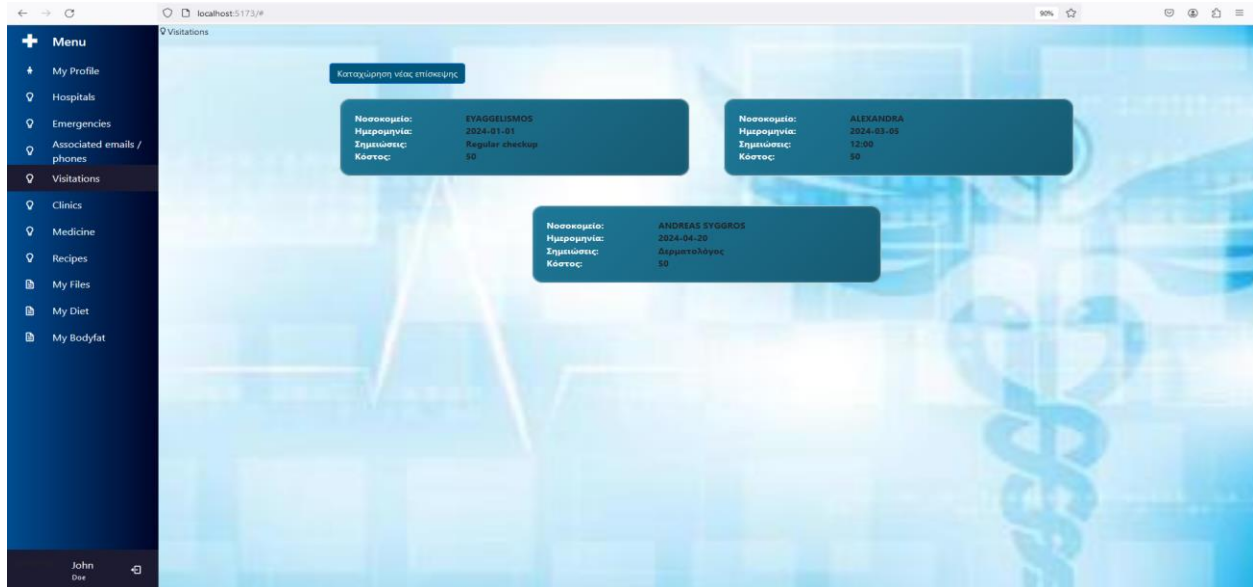 localhost:5173/#
90%
Menu
My Profile
Hospitals
Emergencies
Associated emails /
phones
Visitations
Clinics
Medicine
Recipes
My Files
My Diet
My Bodyfat
John
Doe
Visitations
Καταχώρηση νέας επίσκεψης
Νοσοκομείο: EYAGGELISMOS
Ημερομηνία: 2024-01-01
Σημειώσεις: Regular checkup
Κόστος: 50
Νοσοκομείο: ALEXANDRA
Ημερομηνία: 2024-03-05
Σημειώσεις: 12:00
Κόστος: 50
Νοσοκομείο: ANDREAS SYGGROS
Ημερομηνία: 2024-04-20
Σημειώσεις: Δερματολόγος
Κόστος: 50